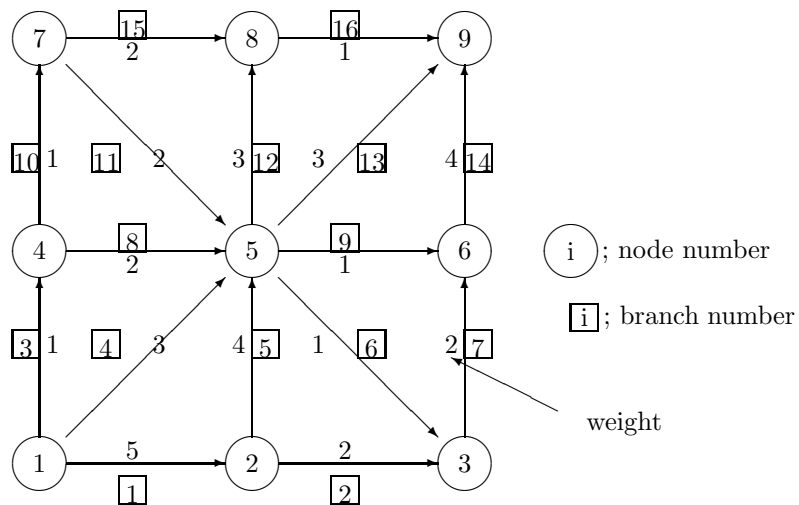 7 15 8 16 9
2 1
10 1 11 2 3 12 3 13 4 14
4 8 5 9 6 i ; node number
2 1
i ; branch number
3 1 4 3 4 5 1 6 2 7
weight
5 2
1 2 3
1 2